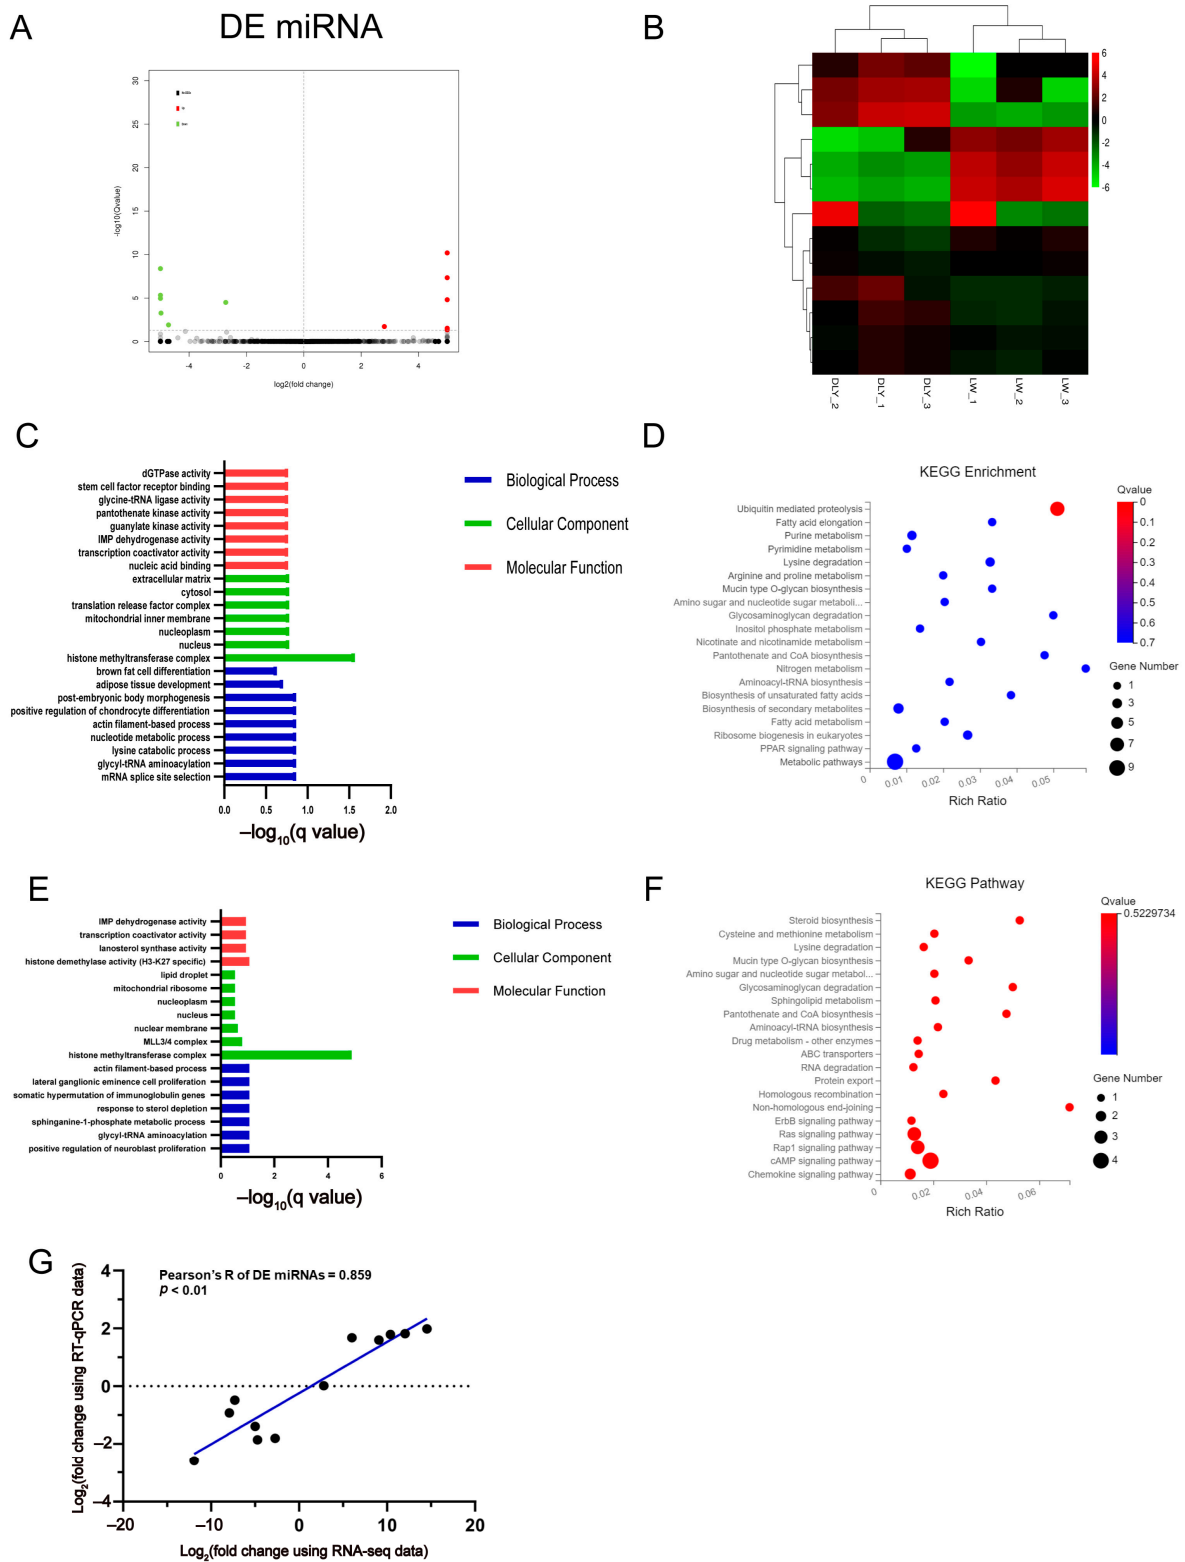 A
DE miRNA
30
25
20
15
10
5
0
-log10(Qvalue)
-4
-2
0
2
4
log2(fold change)
B
6
4
2
0
-2
-4
-6
DLY_2
DLY_1
DLY_3
LW_1
LW_2
LW_3
C
dGTPase activity
stem cell factor receptor binding
glycine-tRNA ligase activity
pantothenate kinase activity
guanylate kinase activity
IMP dehydrogenase activity
transcription coactivator activity
nucleic acid binding
extracellular matrix
cytosol
translation release factor complex
mitochondrial inner membrane
nucleoplasm
nucleus
histone methyltransferase complex
brown fat cell differentiation
adipose tissue development
post-embryonic body morphogenesis
positive regulation of chondrocyte differentiation
actin filament-based process
nucleotide metabolic process
lysine catabolic process
glycyl-tRNA aminoacylation
mRNA splice site selection
0.0
0.5
1.0
1.5
2.0
–log10(q value)
Biological Process
Cellular Component
Molecular Function
D
KEGG Enrichment
Ubiquitin mediated proteolysis
Fatty acid elongation
Purine metabolism
Pyrimidine metabolism
Lysine degradation
Arginine and proline metabolism
Mucin type O-glycan biosynthesis
Amino sugar and nucleotide sugar metaboli...
Glycosaminoglycan degradation
Inositol phosphate metabolism
Nicotinate and nicotinamide metabolism
Pantothenate and CoA biosynthesis
Nitrogen metabolism
Aminoacyl-tRNA biosynthesis
Biosynthesis of unsaturated fatty acids
Biosynthesis of secondary metabolites
Fatty acid metabolism
Ribosome biogenesis in eukaryotes
PPAR signaling pathway
Metabolic pathways
0
0.01
0.02
0.03
0.04
0.05
Rich Ratio
Qvalue
0
0.1
0.2
0.3
0.4
0.5
0.6
0.7
Gene Number
1
3
5
7
9
E
IMP dehydrogenase activity
transcription coactivator activity
lanosterol synthase activity
histone demethylase activity (H3-K27 specific)
lipid droplet
mitochondrial ribosome
nucleoplasm
nucleus
nuclear membrane
MLL3/4 complex
histone methyltransferase complex
actin filament-based process
lateral ganglionic eminence cell proliferation
somatic hypermutation of immunoglobulin genes
response to sterol depletion
sphinganine-1-phosphate metabolic process
glycyl-tRNA aminoacylation
positive regulation of neuroblast proliferation
0
2
4
6
–log10(q value)
Biological Process
Cellular Component
Molecular Function
F
KEGG Pathway
Steroid biosynthesis
Cysteine and methionine metabolism
Lysine degradation
Mucin type O-glycan biosynthesis
Amino sugar and nucleotide sugar metabol...
Glycosaminoglycan degradation
Sphingolipid metabolism
Pantothenate and CoA biosynthesis
Aminoacyl-tRNA biosynthesis
Drug metabolism - other enzymes
ABC transporters
RNA degradation
Protein export
Homologous recombination
Non-homologous end-joining
ErbB signaling pathway
Ras signaling pathway
Rap1 signaling pathway
cAMP signaling pathway
Chemokine signaling pathway
0
0.02
0.04
0.06
Rich Ratio
Qvalue
0.5229734
Gene Number
1
2
3
4
G
Pearson's R of DE miRNAs = 0.859
p < 0.01
4
2
0
–2
–4
Log2(fold change using RT-qPCR data)
–20
–10
0
10
20
Log2(fold change using RNA-seq data)